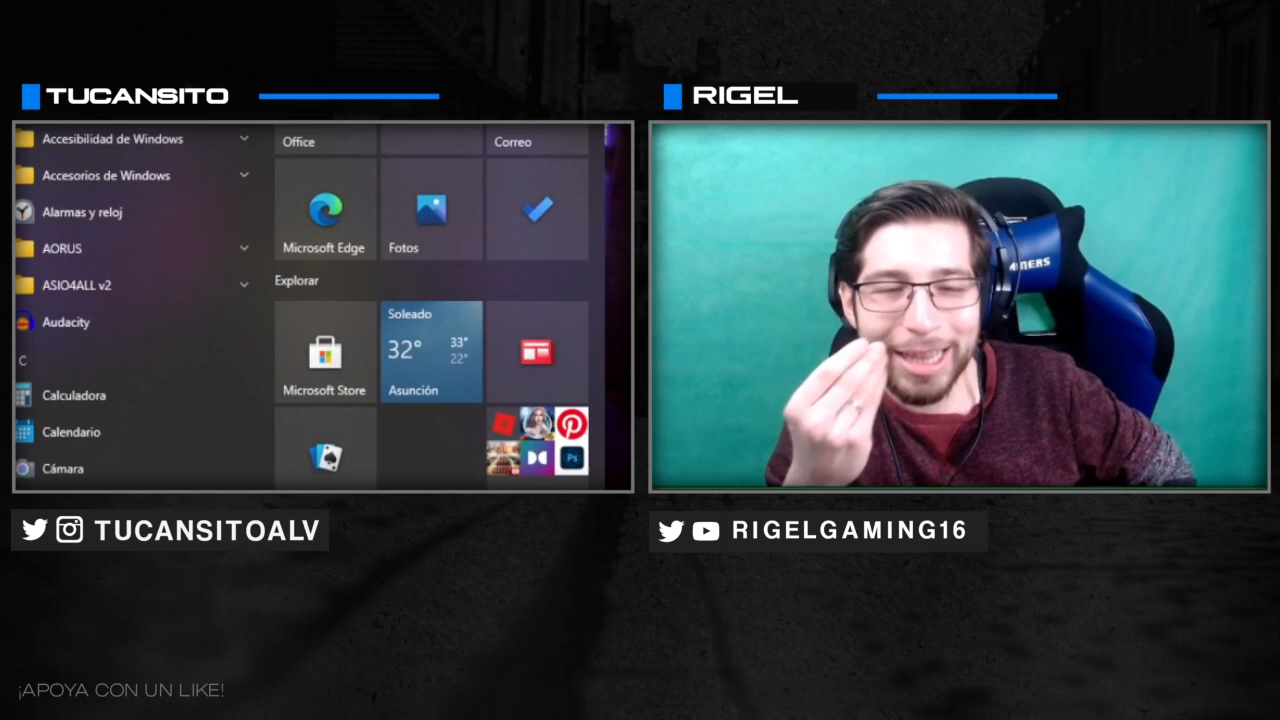 TUCANSITO
RIGEL
Accesibilidad de Windows
Accesorios de Windows
Alarmas y reloj
AORUS
ASIO4ALL v2
Audacity
C
Calculadora
Calendario
Cámara
Office
Correo
Microsoft Edge
Fotos
Explorar
Microsoft Store
Soleado
32°
33°
22°
Asunción
Ps
TUCANSITOALV
RIGELGAMING16
¡APOYA CON UN LIKE!